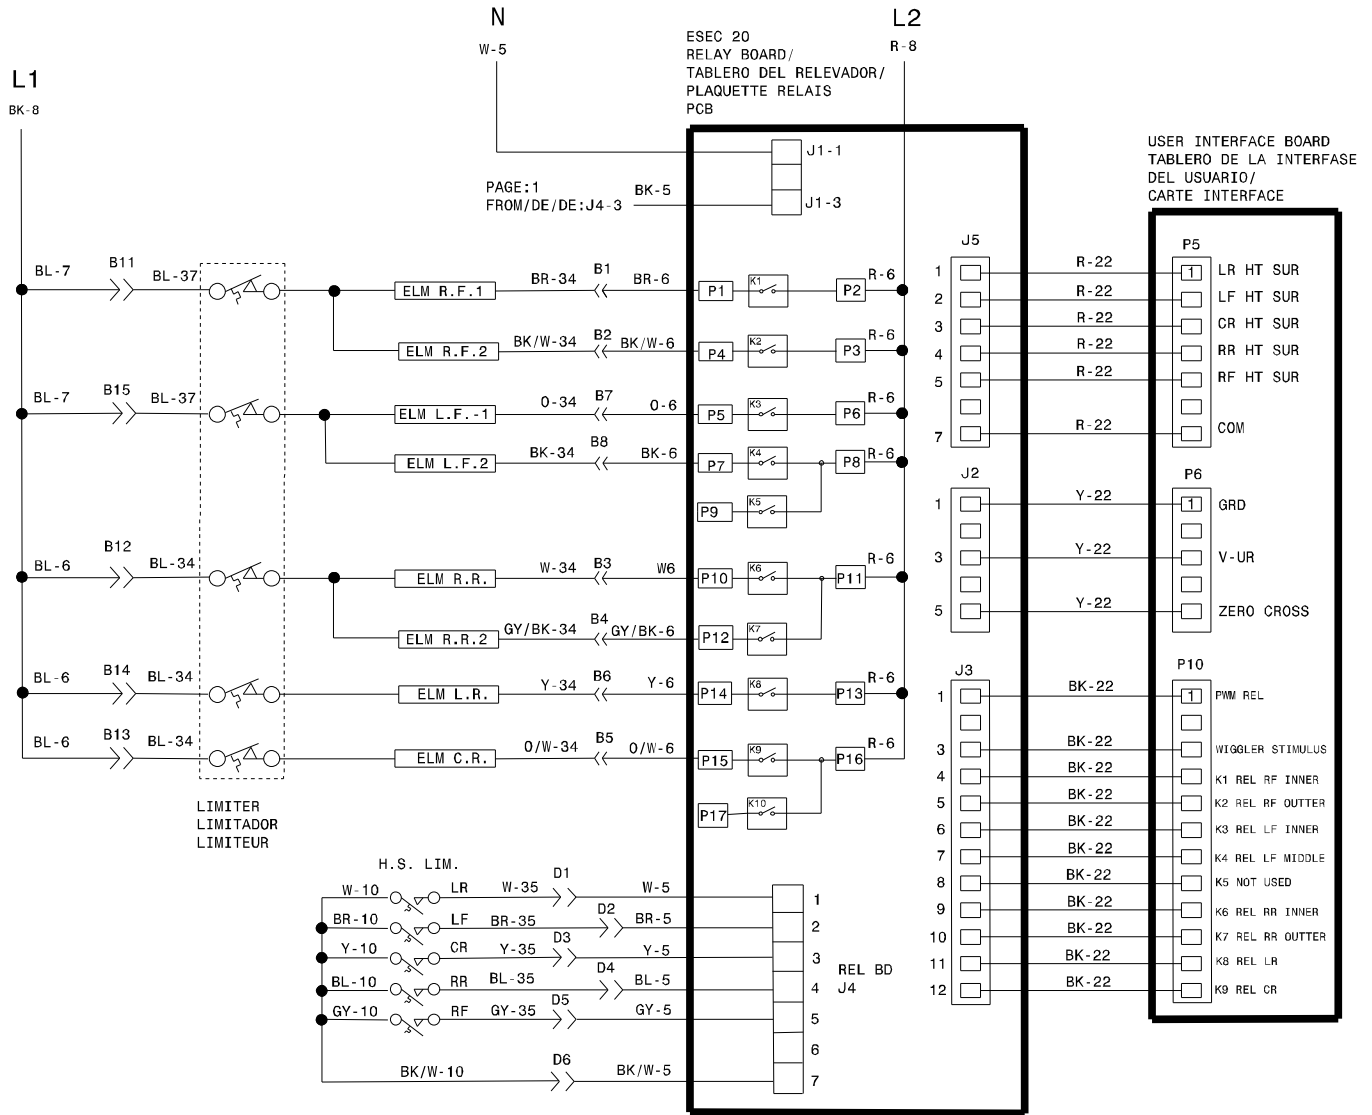 N
W-5
L2
R-8
L1
BK-8
ESEC 20
RELAY BOARD/
TABLERO DEL RELEVADOR/
PLAQUETTE RELAIS
PCB
USER INTERFACE BOARD
TABLERO DE LA INTERFASE
DEL USUARIO/
CARTE INTERFACE
J1-1
PAGE:1
FROM/DE/DE:J4-3
BK-5
J1-3
BL-7 B11 BL-37 ELM R.F.1 BR-34 B1 BR-6 P1 K1 P2 R-6
ELM R.F.2 BK/W-34 B2 BK/W-6 P4 K2 P3 R-6
BL-7 B15 BL-37 ELM L.F.-1 O-34 B7 O-6 P5 K3 P6 R-6
ELM L.F.2 BK-34 B8 BK-6 P7 K4 P8 R-6
P9 K5
BL-6 B12 BL-34 ELM R.R. W-34 B3 W6 P10 K6 P11 R-6
ELM R.R.2 GY/BK-34 B4 GY/BK-6 P12 K7
BL-6 B14 BL-34 ELM L.R. Y-34 B6 Y-6 P14 K8 P13 R-6
BL-6 B13 BL-34 ELM C.R. O/W-34 B5 O/W-6 P15 K9 P16 R-6
P17 K10
LIMITER
LIMITADOR
LIMITEUR
J5 P5
1 R-22 1 LR HT SUR
2 R-22 LF HT SUR
3 R-22 CR HT SUR
4 R-22 RR HT SUR
5 R-22 RF HT SUR
7 R-22 COM
J2 P6
1 Y-22 1 GRD
3 Y-22 V-UR
5 Y-22 ZERO CROSS
J3 P10
1 BK-22 1 PWM REL
3 BK-22 WIGGLER STIMULUS
4 BK-22 K1 REL RF INNER
5 BK-22 K2 REL RF OUTTER
6 BK-22 K3 REL LF INNER
7 BK-22 K4 REL LF MIDDLE
8 BK-22 K5 NOT USED
9 BK-22 K6 REL RR INNER
10 BK-22 K7 REL RR OUTTER
11 BK-22 K8 REL LR
12 BK-22 K9 REL CR
H.S. LIM.
W-10 LR W-35 D1 W-5 1
BR-10 LF BR-35 D2 BR-5 2
Y-10 CR Y-35 D3 Y-5 3
BL-10 RR BL-35 D4 BL-5 4
GY-10 RF GY-35 D5 GY-5 5
6
BK/W-10 D6 BK/W-5 7
REL BD
J4